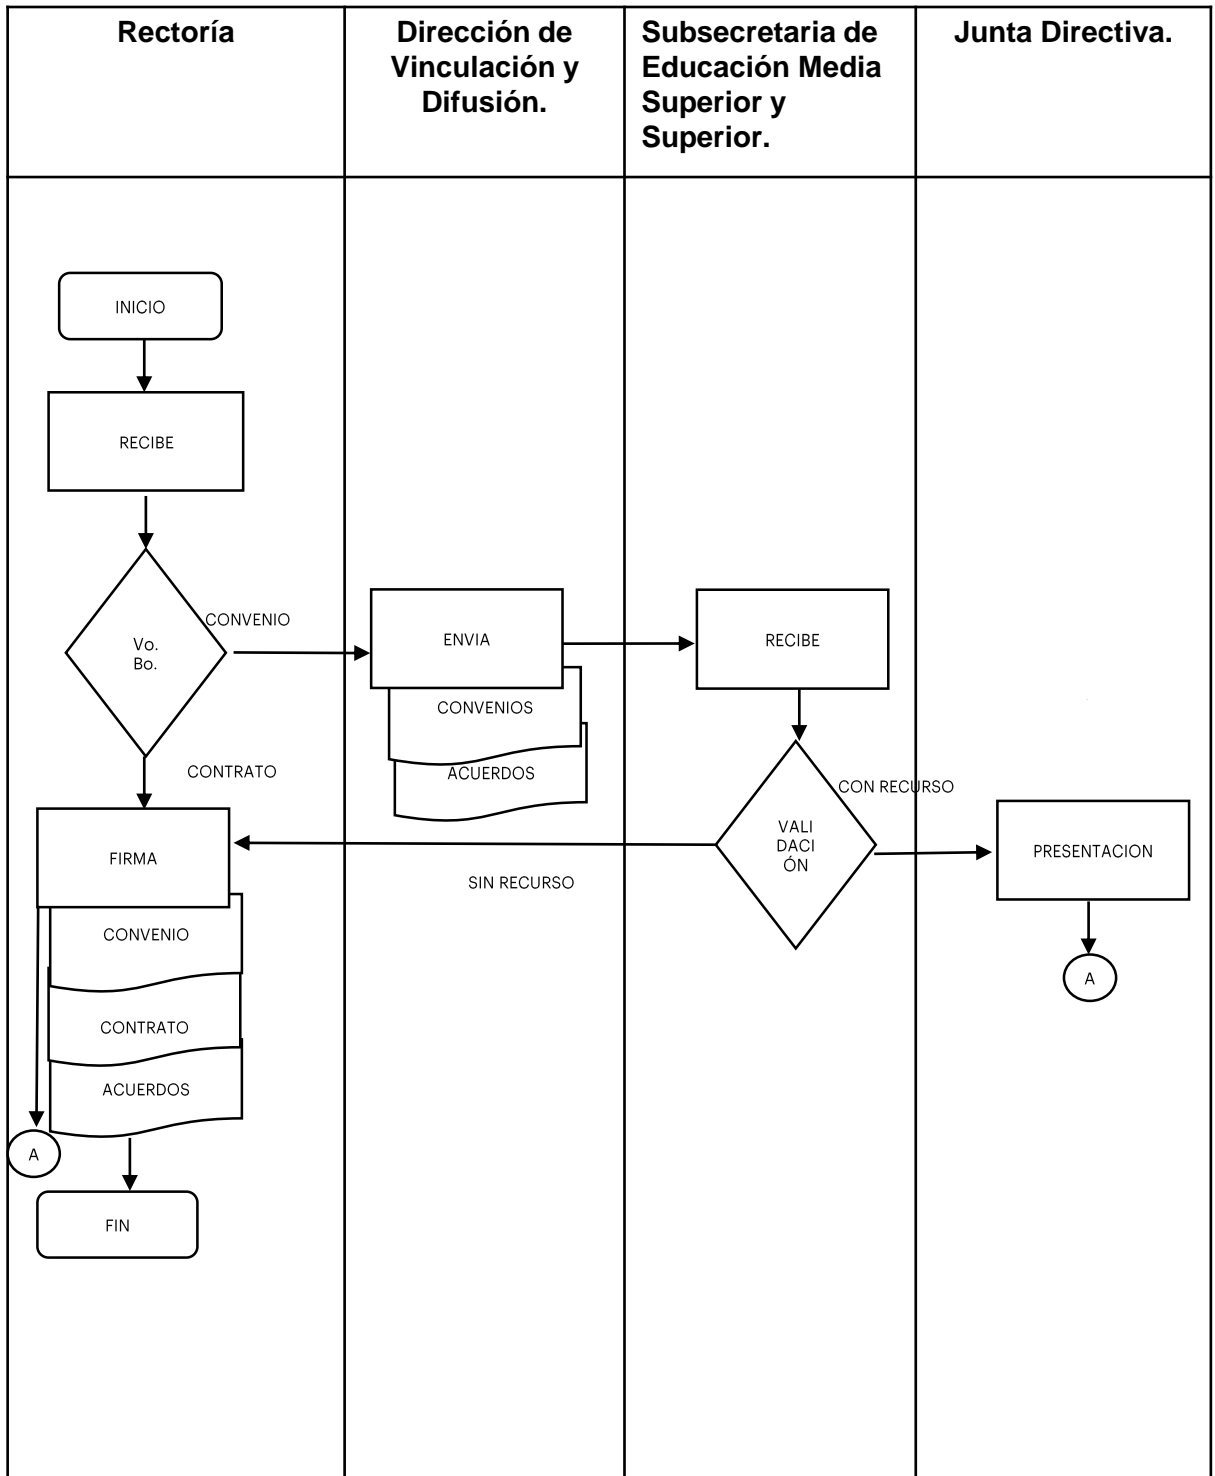 Rectoría
Dirección de
Vinculación y
Difusión.
Subsecretaria de
Educación Media
Superior y
Superior.
Junta Directiva.
INICIO
RECIBE
Vo.
Bo.
CONVENIO
CONTRATO
ENVIA
CONVENIOS
ACUERDOS
RECIBE
VALI
DACI
ÓN
CON RECURSO
SIN RECURSO
PRESENTACION
A
FIRMA
CONVENIO
CONTRATO
ACUERDOS
A
FIN